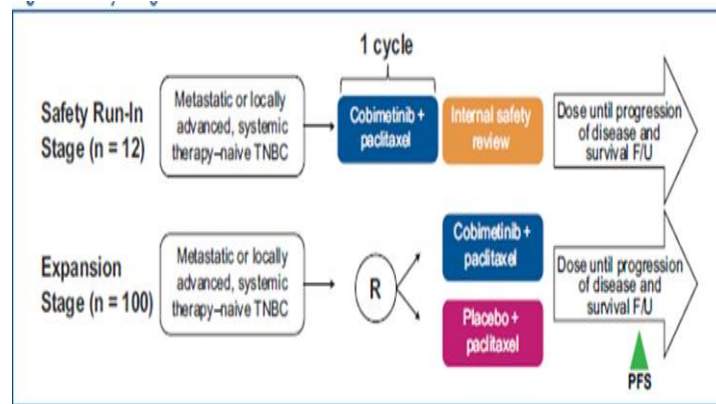 1 cycle
Safety Run-In
Stage (n = 12)
Metastatic or locally
advanced, systemic
therapy–naive TNBC
Cobimetinib +
paclitaxel
Internal safety
review
Dose until progression
of disease and
survival F/U
Expansion
Stage (n = 100)
Metastatic or locally
advanced, systemic
therapy–naive TNBC
R
Cobimetinib +
paclitaxel
Placebo +
paclitaxel
Dose until progression
of disease and
survival F/U
PFS